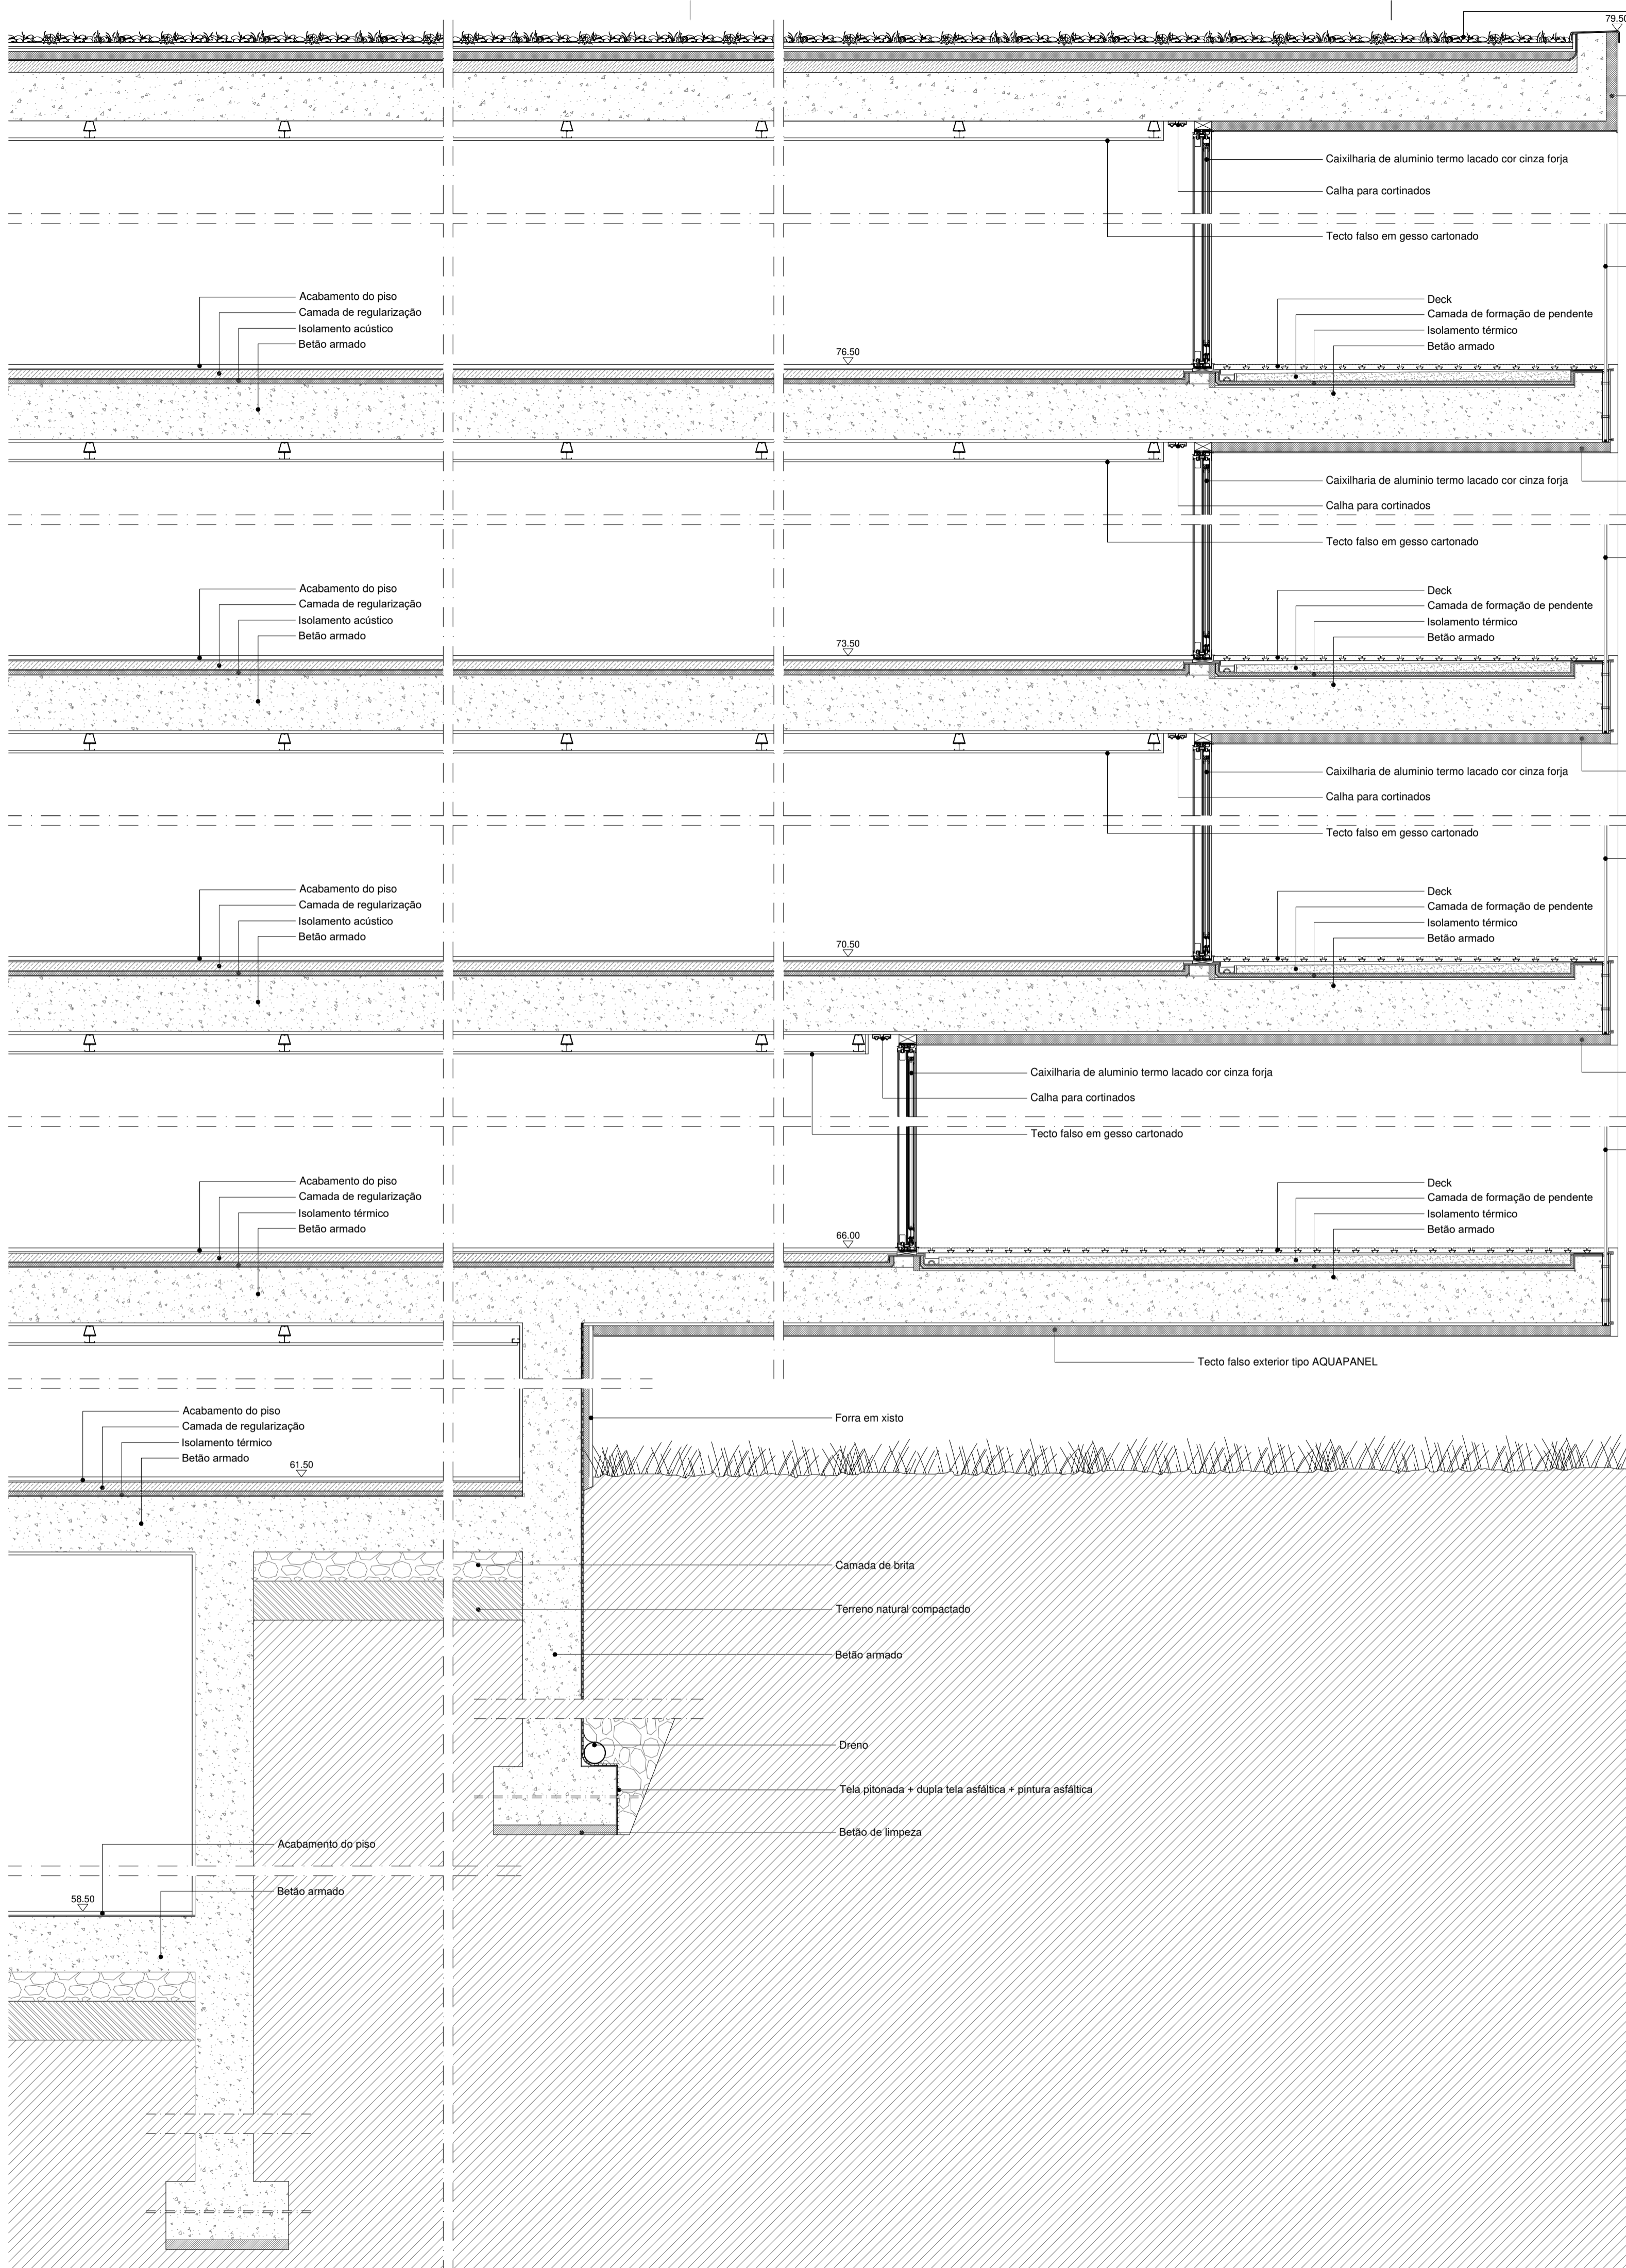 79.50
Caixilharia de aluminio termo lacado cor cinza forja
Calha para cortinados
Tecto falso em gesso cartonado
Acabamento do piso
Camada de regularização
Isolamento acústico
Betão armado
76.50
Deck
Camada de formação de pendente
Isolamento térmico
Betão armado
Caixilharia de aluminio termo lacado cor cinza forja
Calha para cortinados
Tecto falso em gesso cartonado
Acabamento do piso
Camada de regularização
Isolamento acústico
Betão armado
73.50
Deck
Camada de formação de pendente
Isolamento térmico
Betão armado
Caixilharia de aluminio termo lacado cor cinza forja
Calha para cortinados
Tecto falso em gesso cartonado
Acabamento do piso
Camada de regularização
Isolamento acústico
Betão armado
70.50
Deck
Camada de formação de pendente
Isolamento térmico
Betão armado
Caixilharia de aluminio termo lacado cor cinza forja
Calha para cortinados
Tecto falso em gesso cartonado
Acabamento do piso
Camada de regularização
Isolamento térmico
Betão armado
66.00
Deck
Camada de formação de pendente
Isolamento térmico
Betão armado
Tecto falso exterior tipo AQUAPANEL
Acabamento do piso
Camada de regularização
Isolamento térmico
Betão armado
61.50
Forra em xisto
Camada de brita
Terreno natural compactado
Betão armado
Dreno
Tela pitonada + dupla tela asfáltica + pintura asfáltica
Betão de limpeza
Acabamento do piso
Betão armado
58.50